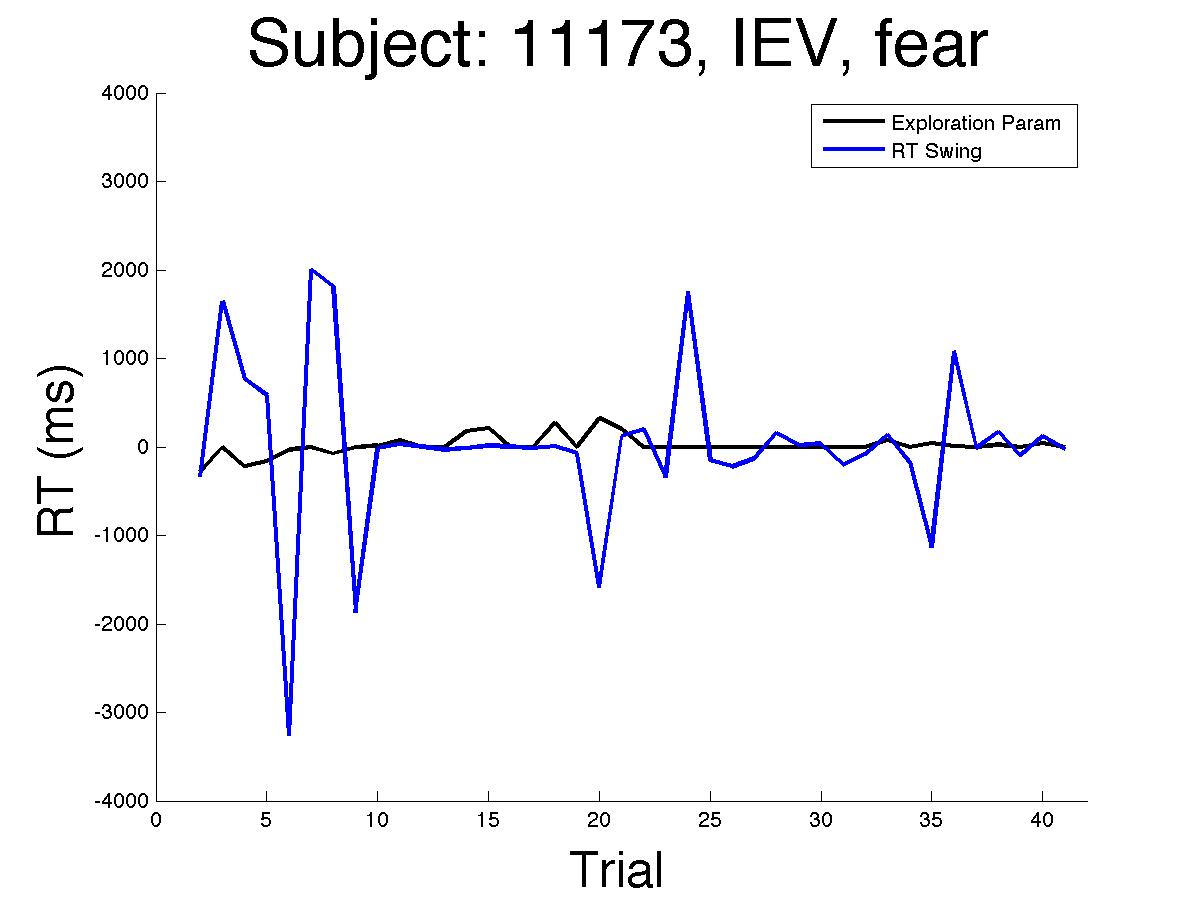 Subject: 11173, IEV, fear
4000
3000
2000
1000
0
-1000
-2000
-3000
-4000
RT (ms)
Exploration Param
RT Swing
0 5 10 15 20 25 30 35 40
Trial